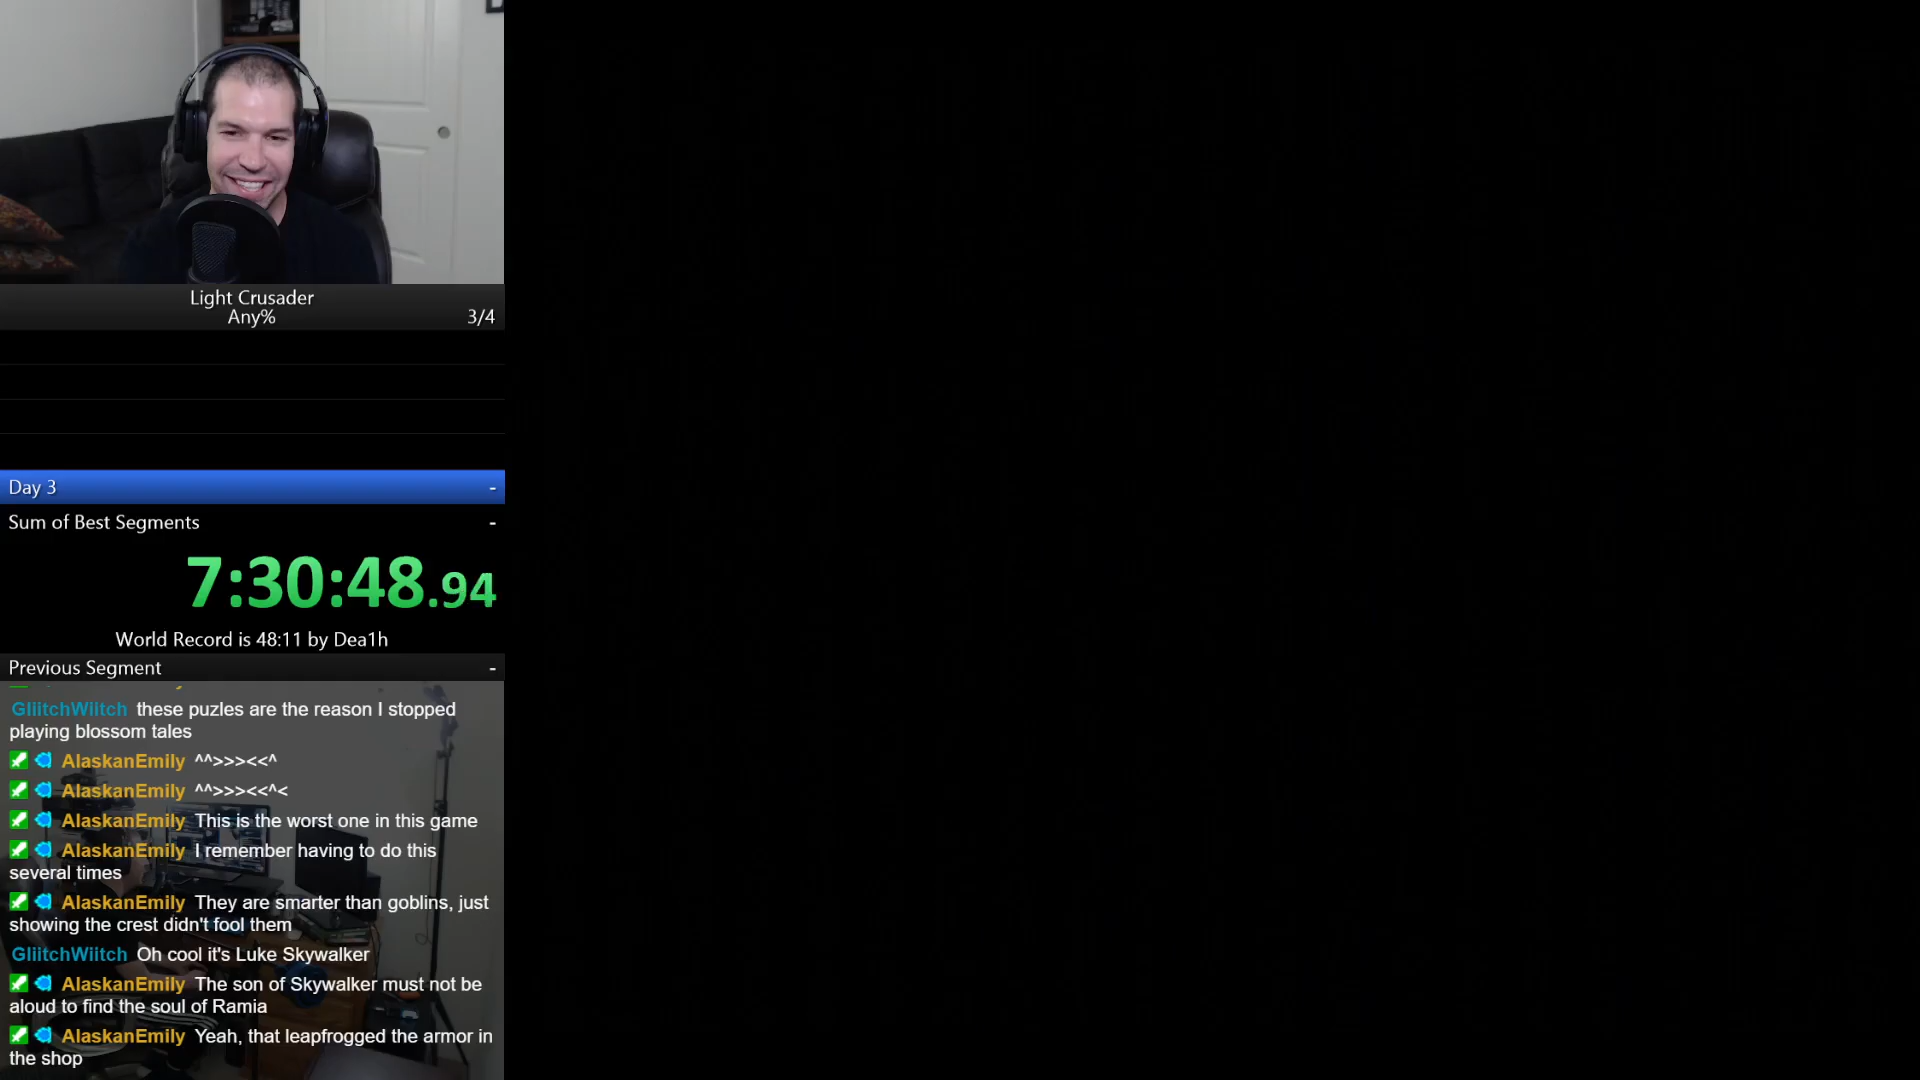 Light Crusader
Any%
3/4
Day 3 -
Sum of Best Segments -
7:30:48.94
World Record is 48:11 by Dea1h
Previous Segment -
GliitchWiitch these puzles are the reason I stopped
playing blossom tales
AlaskanEmily ^^>>><<^
AlaskanEmily ^^>>><<^<
AlaskanEmily This is the worst one in this game
AlaskanEmily I remember having to do this
several times
AlaskanEmily They are smarter than goblins, just
showing the crest didn't fool them
GliitchWiitch Oh cool it's Luke Skywalker
AlaskanEmily The son of Skywalker must not be
aloud to find the soul of Ramia
AlaskanEmily Yeah, that leapfrogged the armor in
the shop